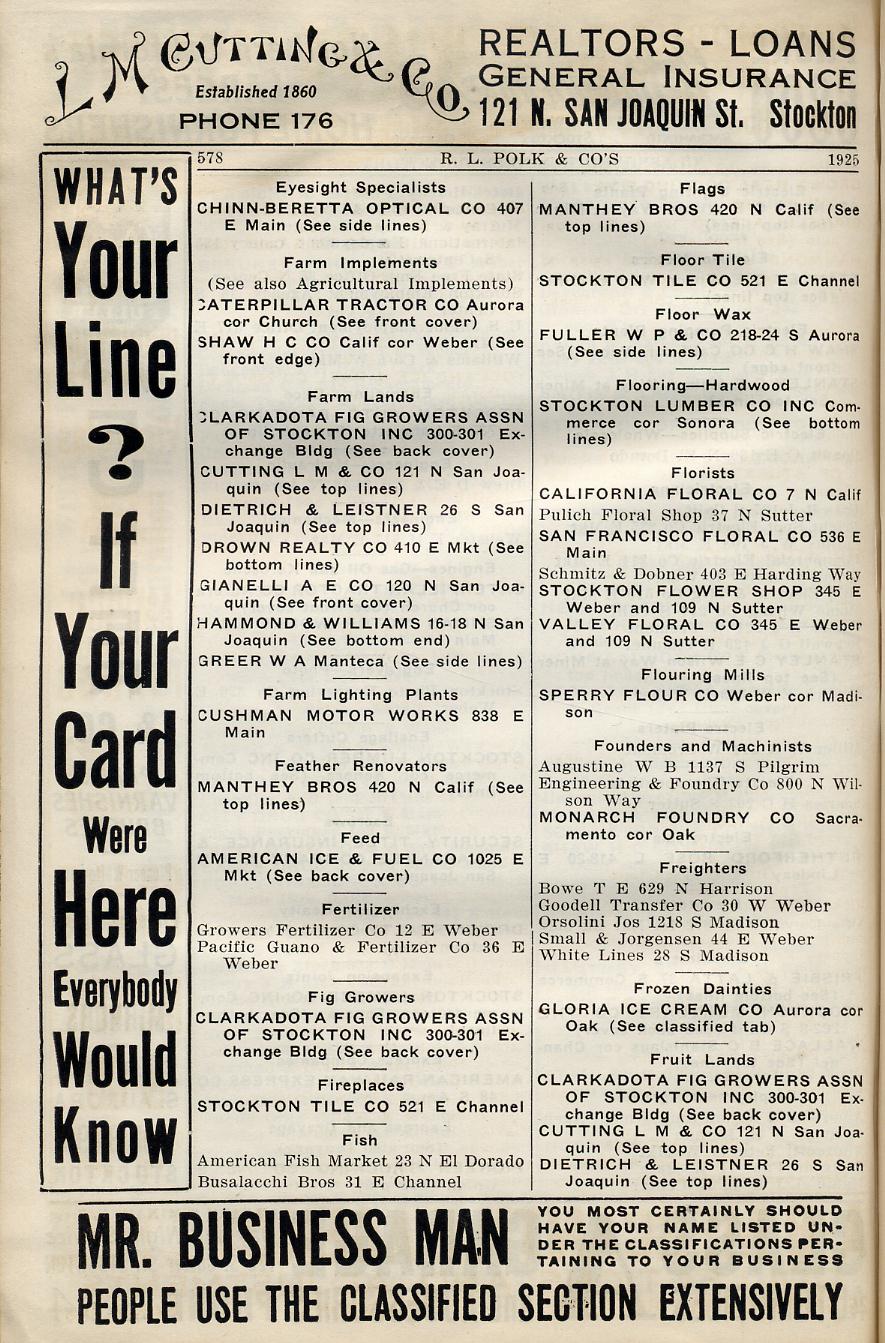 L M CUTTING & Co.
Established 1860
PHONE 176
REALTORS - LOANS
GENERAL INSURANCE
121 N. SAN JOAQUIN St. Stockton
578 R. L. POLK & CO'S 1925
WHAT'S
Your
Line
?
If
Your
Card
Were
Here
Everybody
Would
Know
Eyesight Specialists
CHINN-BERETTA OPTICAL CO 407
E Main (See side lines)
Farm Implements
(See also Agricultural Implements)
CATERPILLAR TRACTOR CO Aurora
cor Church (See front cover)
SHAW H C CO Calif cor Weber (See
front edge)
Farm Lands
CLARKADOTA FIG GROWERS ASSN
OF STOCKTON INC 300-301 Ex-
change Bldg (See back cover)
CUTTING L M & CO 121 N San Joa-
quin (See top lines)
DIETRICH & LEISTNER 26 S San
Joaquin (See top lines)
DROWN REALTY CO 410 E Mkt (See
bottom lines)
GIANELLI A E CO 120 N San Joa-
quin (See front cover)
HAMMOND & WILLIAMS 16-18 N San
Joaquin (See bottom end)
GREER W A Manteca (See side lines)
Farm Lighting Plants
CUSHMAN MOTOR WORKS 838 E
Main
Feather Renovators
MANTHEY BROS 420 N Calif (See
top lines)
Feed
AMERICAN ICE & FUEL CO 1025 E
Mkt (See back cover)
Fertilizer
Growers Fertilizer Co 12 E Weber
Pacific Guano & Fertilizer Co 36 E
Weber
Fig Growers
CLARKADOTA FIG GROWERS ASSN
OF STOCKTON INC 300-301 Ex-
change Bldg (See back cover)
Fireplaces
STOCKTON TILE CO 521 E Channel
Fish
American Fish Market 23 N El Dorado
Busalacchi Bros 31 E Channel
Flags
MANTHEY BROS 420 N Calif (See
top lines)
Floor Tile
STOCKTON TILE CO 521 E Channel
Floor Wax
FULLER W P & CO 218-24 S Aurora
(See side lines)
Flooring—Hardwood
STOCKTON LUMBER CO INC Com-
merce cor Sonora (See bottom
lines)
Florists
CALIFORNIA FLORAL CO 7 N Calif
Pulich Floral Shop 37 N Sutter
SAN FRANCISCO FLORAL CO 536 E
Main
Schmitz & Dobner 403 E Harding Way
STOCKTON FLOWER SHOP 345 E
Weber and 109 N Sutter
VALLEY FLORAL CO 345 E Weber
and 109 N Sutter
Flouring Mills
SPERRY FLOUR CO Weber cor Madi-
son
Founders and Machinists
Augustine W B 1137 S Pilgrim
Engineering & Foundry Co 800 N Wil-
son Way
MONARCH FOUNDRY CO Sacra-
mento cor Oak
Freighters
Bowe T E 629 N Harrison
Goodell Transfer Co 30 W Weber
Orsolini Jos 1218 S Madison
Small & Jorgensen 44 E Weber
White Lines 28 S Madison
Frozen Dainties
GLORIA ICE CREAM CO Aurora cor
Oak (See classified tab)
Fruit Lands
CLARKADOTA FIG GROWERS ASSN
OF STOCKTON INC 300-301 Ex-
change Bldg (See back cover)
CUTTING L M & CO 121 N San Joa-
quin (See top lines)
DIETRICH & LEISTNER 26 S San
Joaquin (See top lines)
MR. BUSINESS MAN
YOU MOST CERTAINLY SHOULD
HAVE YOUR NAME LISTED UN-
DER THE CLASSIFICATIONS PER-
TAINING TO YOUR BUSINESS
PEOPLE USE THE CLASSIFIED SECTION EXTENSIVELY